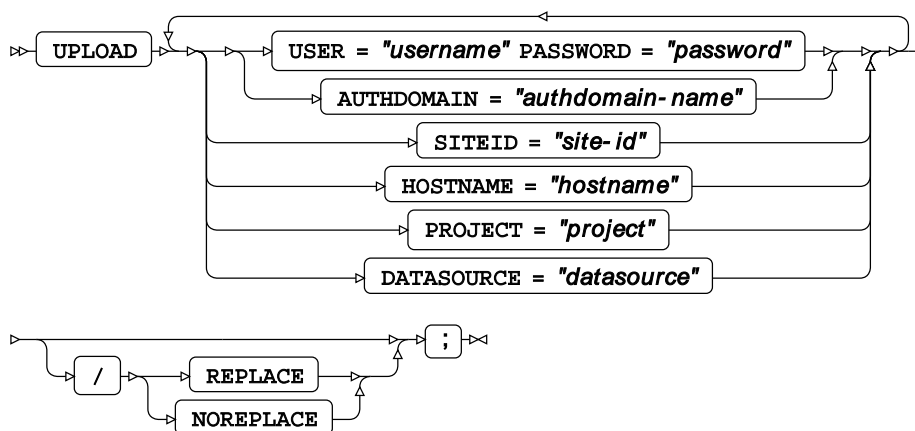 UPLOAD USER = "username" PASSWORD = "password"
AUTHDOMAIN = "authdomain-name"
SITEID = "site-id"
HOSTNAME = "hostname"
PROJECT = "project"
DATASOURCE = "datasource"
;
/ REPLACE
NOREPLACE